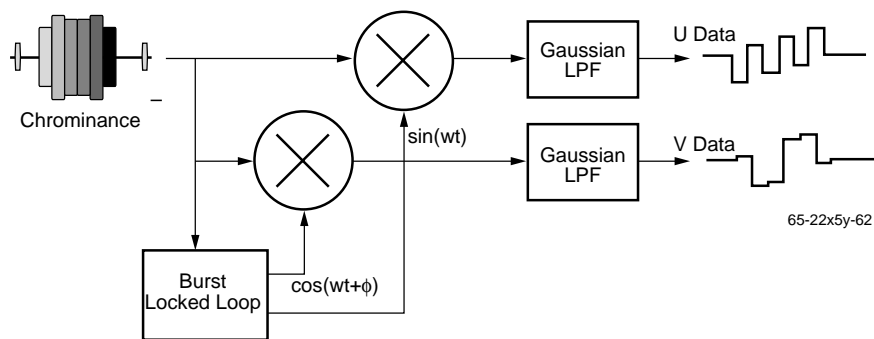 U Data
Gaussian
LPF
Chrominance
sin(wt)
V Data
Gaussian
LPF
65-22x5y-62
Burst
Locked Loop
cos(wt+ϕ)